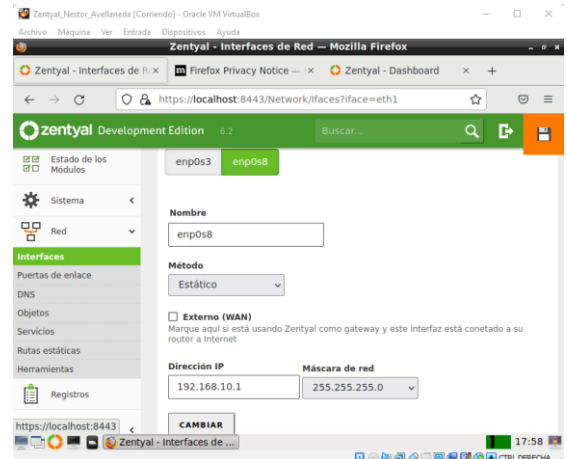 Zentyal_Nestor_Avellaneda [Corriendo] - Oracle VM VirtualBox
Archivo Máquina Ver Entrada Dispositivos Ayuda
Zentyal - Interfaces de Red — Mozilla Firefox
Zentyal - Interfaces de R
Firefox Privacy Notice —
Zentyal - Dashboard
https://localhost:8443/Network/Ifaces?iface=eth1
zentyal Development Edition 6.2
Buscar...
Estado de los
Módulos
enp0s3
enp0s8
Sistema
Nombre
Red
enp0s8
Interfaces
Método
Puertas de enlace
Estático
DNS
Objetos
Externo (WAN)
Servicios
Marque aquí si está usando Zentyal como gateway y este interfaz está conetado a su
router a Internet
Rutas estáticas
Herramientas
Dirección IP
Máscara de red
Registros
192.168.10.1
255.255.255.0
https://localhost:8443
CAMBIAR
Zentyal - Interfaces de ...
17:58
CTRL DERECHA